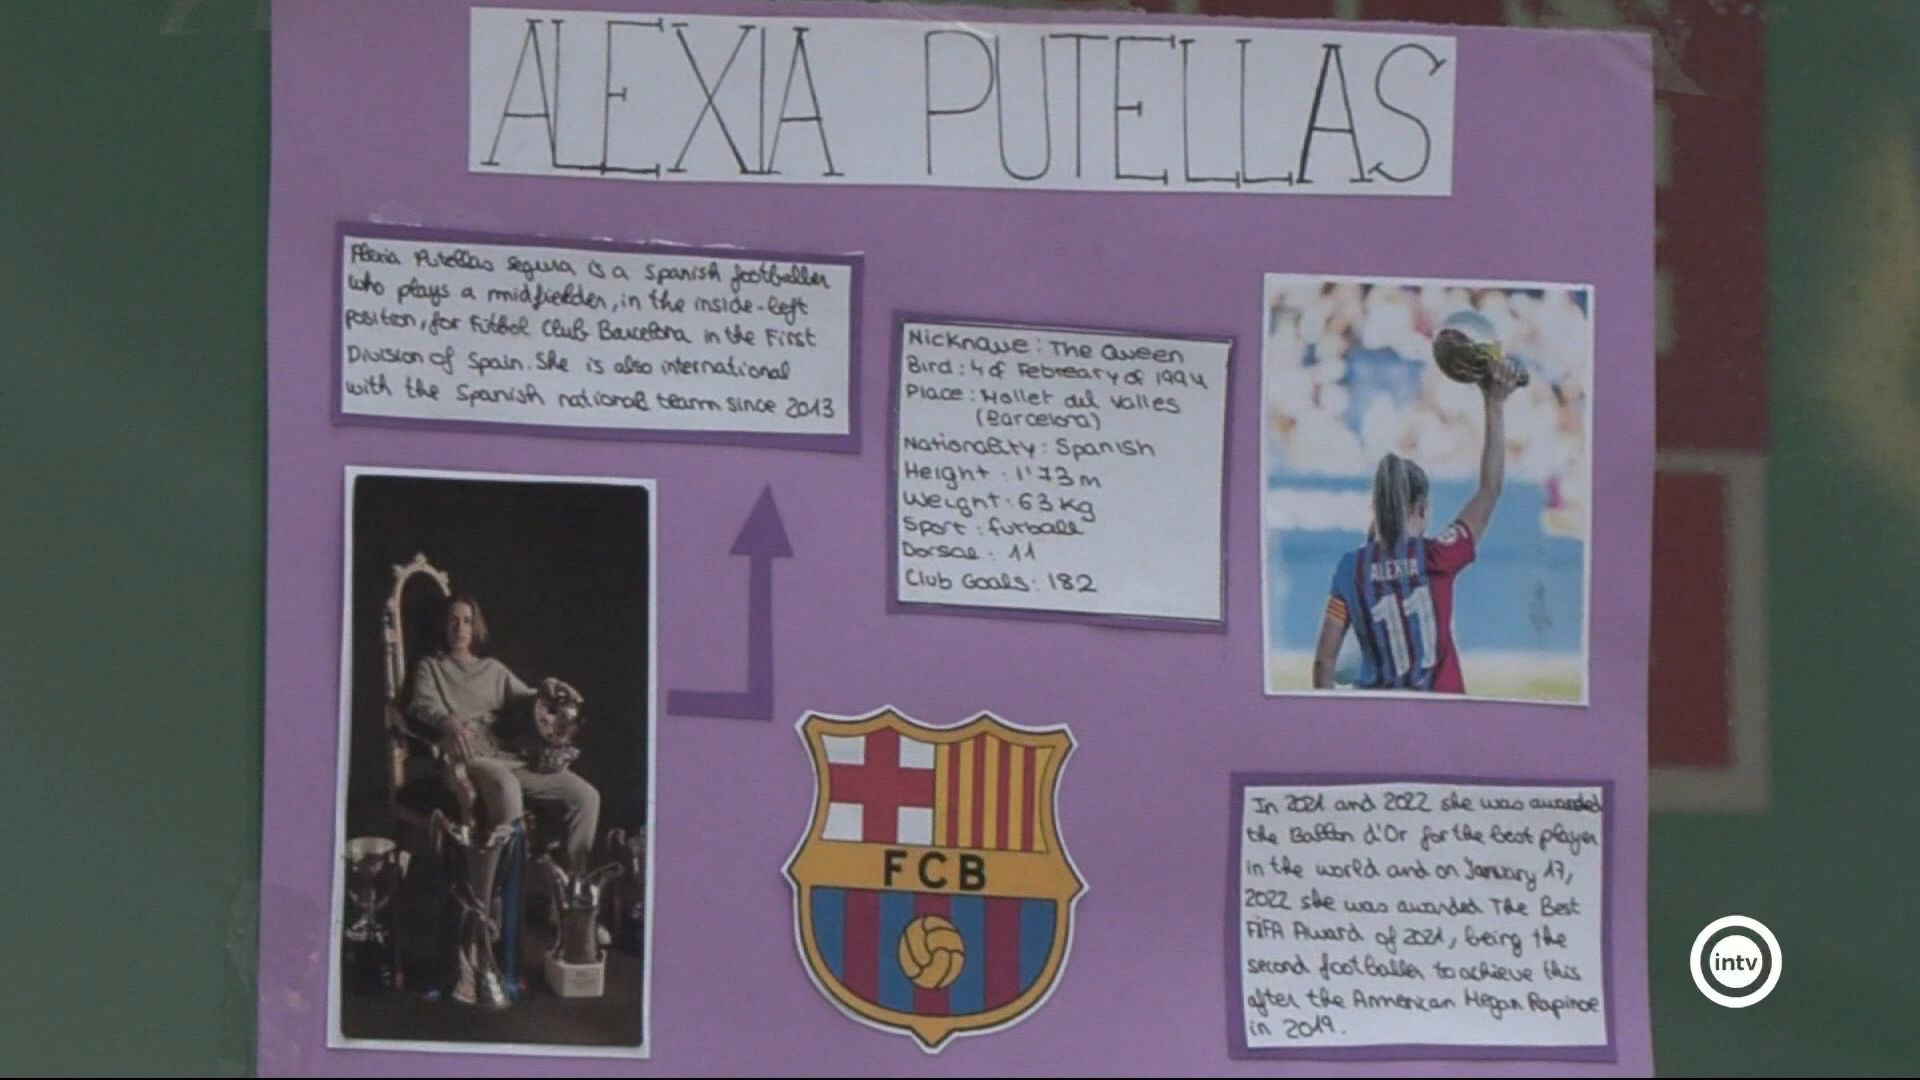 ALEXIA PUTELLAS
Alexia Putellas Segura is a Spanish footballer
who plays a midfielder, in the inside-left
position, for Fútbol Club Barcelona in the First
Division of Spain. She is also international
with the Spanish national team since 2013
Nickname: The Queen
Bird: 4 of Febreary of 1994
Place: Mollet del Valles
(Barcelona)
Nationality: Spanish
Height: 1'73m
Weight: 63 Kg
Sport: futball
Dorsal: 11
Club Goals: 182
ALEXIA
11
FCB
In 2021 and 2022 she was awarded
the Ballon d'Or for the best player
in the world and on January 17,
2022 she was awarded The Best
FIFA Award of 2021, being the
second footballer to achieve this
after the American Megan Rapinoe
in 2019.
intv